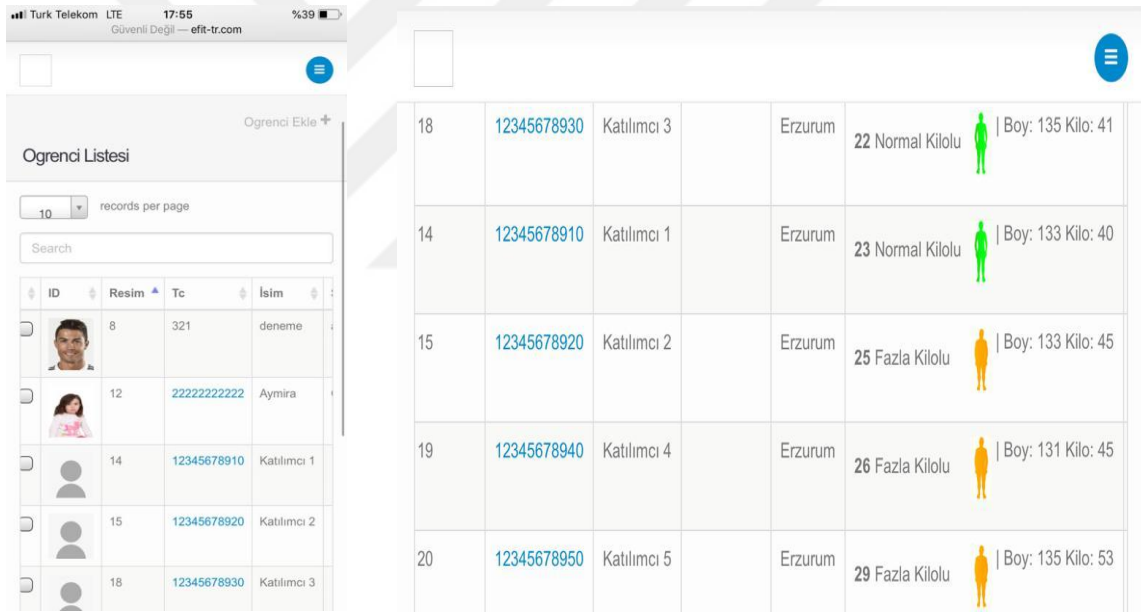 Turk Telekom LTE 17:55 %39
Güvenli Değil — efit-tr.com
Ogrenci Ekle +
Ogrenci Listesi
10 records per page
Search
ID Resim Tc İsim
8 321 deneme
12 22222222222 Aymira
14 12345678910 Katılımcı 1
15 12345678920 Katılımcı 2
18 12345678930 Katılımcı 3
18 12345678930 Katılımcı 3 Erzurum 22 Normal Kilolu | Boy: 135 Kilo: 41
14 12345678910 Katılımcı 1 Erzurum 23 Normal Kilolu | Boy: 133 Kilo: 40
15 12345678920 Katılımcı 2 Erzurum 25 Fazla Kilolu | Boy: 133 Kilo: 45
19 12345678940 Katılımcı 4 Erzurum 26 Fazla Kilolu | Boy: 131 Kilo: 45
20 12345678950 Katılımcı 5 Erzurum 29 Fazla Kilolu | Boy: 135 Kilo: 53